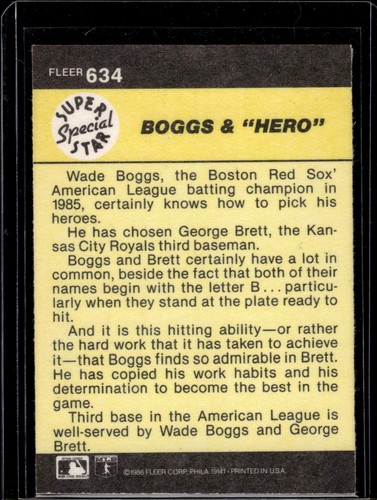 FLEER 634
SUPER
Special
STAR
BOGGS & "HERO"
Wade Boggs, the Boston Red Sox'
American League batting champion in
1985, certainly knows how to pick his
heroes.
He has chosen George Brett, the Kan-
sas City Royals third baseman.
Boggs and Brett certainly have a lot in
common, beside the fact that both of their
names begin with the letter B... particu-
larly when they stand at the plate ready to
hit.
And it is this hitting ability—or rather
the hard work that it has taken to achieve
it—that Boggs finds so admirable in Brett.
He has copied his work habits and his
determination to become the best in the
game.
Third base in the American League is
well-served by Wade Boggs and George
Brett.
©1986 FLEER CORP. PHILA. 19141 - PRINTED IN U.S.A.